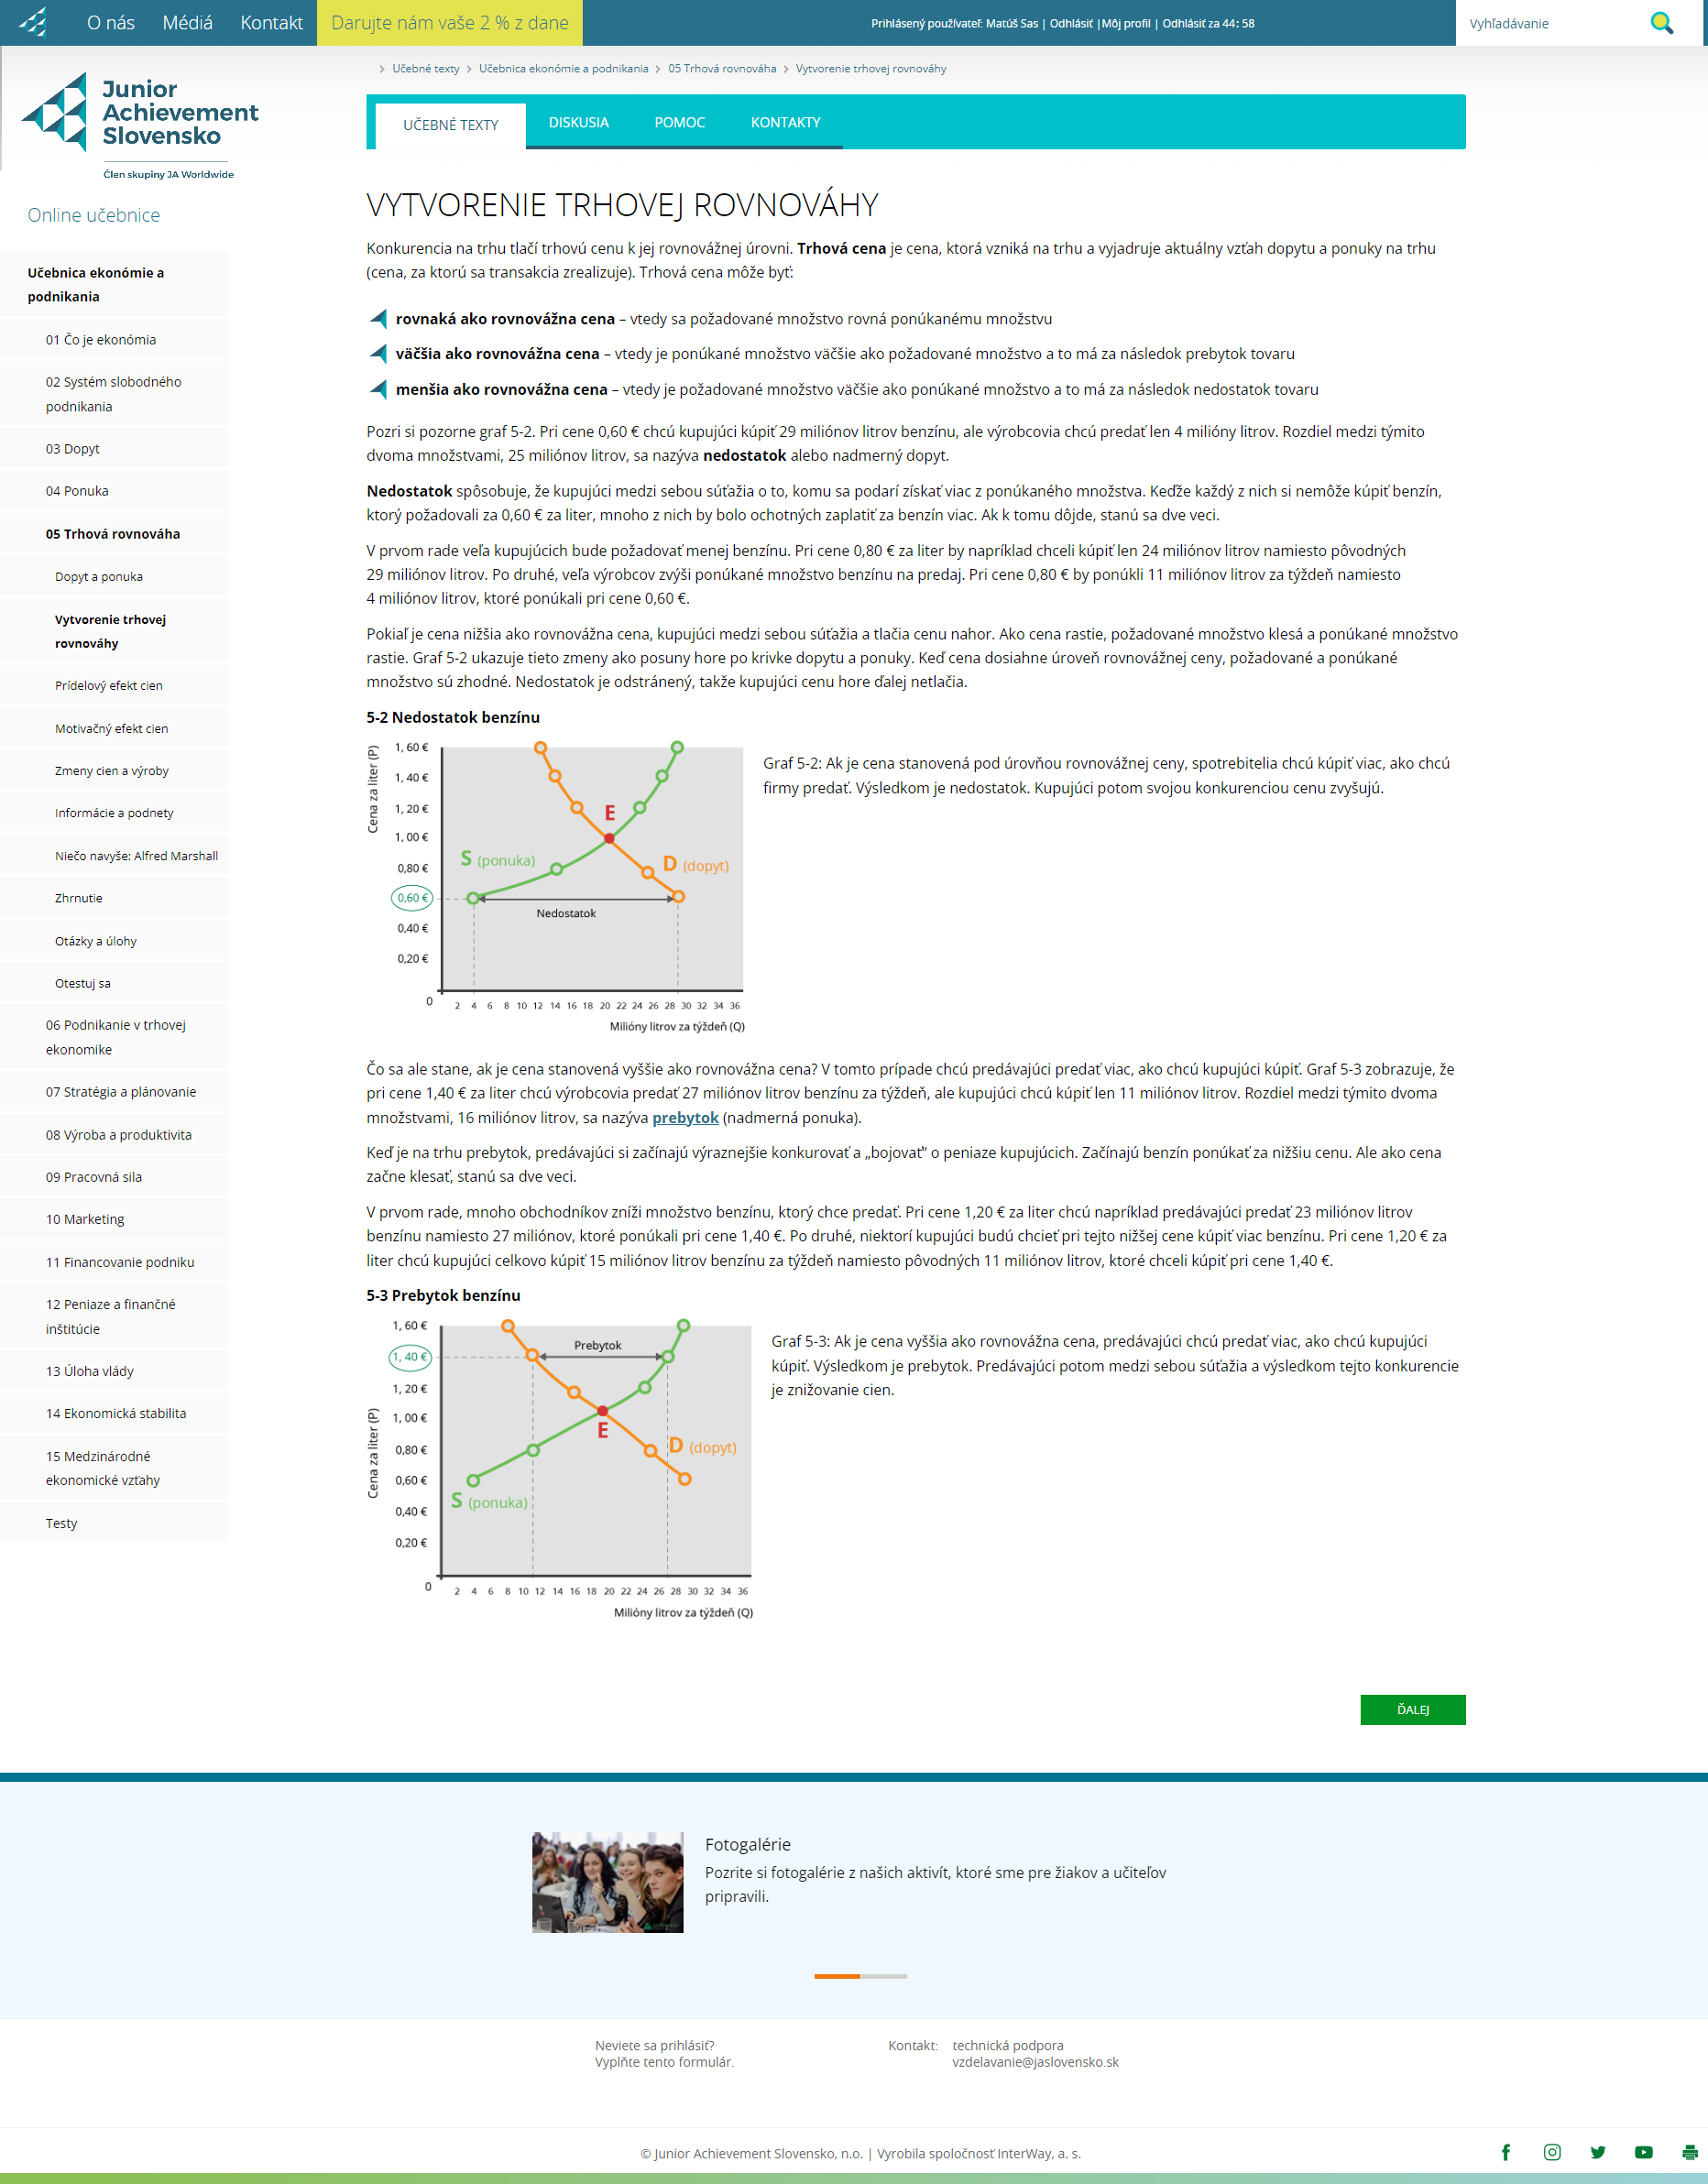 O nás Médiá Kontakt Darujte nám vaše 2 % z dane
Prihlásený používateľ: Matúš Sas | Odhlásiť |Môj profil | Odhlásiť za 44: 58
Vyhľadávanie
Junior
Achievement
Slovensko
Člen skupiny JA Worldwide
Online učebnice
Učebnica ekonómie a
podnikania
01 Čo je ekonómia
02 Systém slobodného
podnikania
03 Dopyt
04 Ponuka
05 Trhová rovnováha
Dopyt a ponuka
Vytvorenie trhovej
rovnováhy
Prídelový efekt cien
Motivačný efekt cien
Zmeny cien a výroby
Informácie a podnety
Niečo navyše: Alfred Marshall
Zhrnutie
Otázky a úlohy
Otestuj sa
06 Podnikanie v trhovej
ekonomike
07 Stratégia a plánovanie
08 Výroba a produktivita
09 Pracovná sila
10 Marketing
11 Financovanie podniku
12 Peniaze a finančné
inštitúcie
13 Úloha vlády
14 Ekonomická stabilita
15 Medzinárodné
ekonomické vzťahy
Testy
Učebné texty Učebnica ekonómie a podnikania 05 Trhová rovnováha Vytvorenie trhovej rovnováhy
UČEBNÉ TEXTY DISKUSIA POMOC KONTAKTY
VYTVORENIE TRHOVEJ ROVNOVÁHY
Konkurencia na trhu tlačí trhovú cenu k jej rovnovážnej úrovni. Trhová cena je cena, ktorá vzniká na trhu a vyjadruje aktuálny vzťah dopytu a ponuky na trhu
(cena, za ktorú sa transakcia zrealizuje). Trhová cena môže byť:
rovnaká ako rovnovážna cena – vtedy sa požadované množstvo rovná ponúkanému množstvu
väčšia ako rovnovážna cena – vtedy je ponúkané množstvo väčšie ako požadované množstvo a to má za následok prebytok tovaru
menšia ako rovnovážna cena – vtedy je požadované množstvo väčšie ako ponúkané množstvo a to má za následok nedostatok tovaru
Pozri si pozorne graf 5-2. Pri cene 0,60 € chcú kupujúci kúpiť 29 miliónov litrov benzínu, ale výrobcovia chcú predať len 4 milióny litrov. Rozdiel medzi týmito
dvoma množstvami, 25 miliónov litrov, sa nazýva nedostatok alebo nadmerný dopyt.
Nedostatok spôsobuje, že kupujúci medzi sebou súťažia o to, komu sa podarí získať viac z ponúkaného množstva. Keďže každý z nich si nemôže kúpiť benzín,
ktorý požadovali za 0,60 € za liter, mnoho z nich by bolo ochotných zaplatiť za benzín viac. Ak k tomu dôjde, stanú sa dve veci.
V prvom rade veľa kupujúcich bude požadovať menej benzínu. Pri cene 0,80 € za liter by napríklad chceli kúpiť len 24 miliónov litrov namiesto pôvodných
29 miliónov litrov. Po druhé, veľa výrobcov zvýši ponúkané množstvo benzínu na predaj. Pri cene 0,80 € by ponúkli 11 miliónov litrov za týždeň namiesto
4 miliónov litrov, ktoré ponúkali pri cene 0,60 €.
Pokiaľ je cena nižšia ako rovnovážna cena, kupujúci medzi sebou súťažia a tlačia cenu nahor. Ako cena rastie, požadované množstvo klesá a ponúkané množstvo
rastie. Graf 5-2 ukazuje tieto zmeny ako posuny hore po krivke dopytu a ponuky. Keď cena dosiahne úroveň rovnovážnej ceny, požadované a ponúkané
množstvo sú zhodné. Nedostatok je odstránený, takže kupujúci cenu hore ďalej netlačia.
5-2 Nedostatok benzínu
Cena za liter (P)
1, 60 €
1, 40 €
1, 20 €
1, 00 €
0,80 €
0,60 €
0,40 €
0,20 €
0
E
S (ponuka)
D (dopyt)
Nedostatok
2 4 6 8 10 12 14 16 18 20 22 24 26 28 30 32 34 36
Milióny litrov za týždeň (Q)
Graf 5-2: Ak je cena stanovená pod úrovňou rovnovážnej ceny, spotrebitelia chcú kúpiť viac, ako chcú
firmy predať. Výsledkom je nedostatok. Kupujúci potom svojou konkurenciou cenu zvyšujú.
Čo sa ale stane, ak je cena stanovená vyššie ako rovnovážna cena? V tomto prípade chcú predávajúci predať viac, ako chcú kupujúci kúpiť. Graf 5-3 zobrazuje, že
pri cene 1,40 € za liter chcú výrobcovia predať 27 miliónov litrov benzínu za týždeň, ale kupujúci chcú kúpiť len 11 miliónov litrov. Rozdiel medzi týmito dvoma
množstvami, 16 miliónov litrov, sa nazýva prebytok (nadmerná ponuka).
Keď je na trhu prebytok, predávajúci si začínajú výraznejšie konkurovať a „bojovať“ o peniaze kupujúcich. Začínajú benzín ponúkať za nižšiu cenu. Ale ako cena
začne klesať, stanú sa dve veci.
V prvom rade, mnoho obchodníkov zníži množstvo benzínu, ktorý chce predať. Pri cene 1,20 € za liter chcú napríklad predávajúci predať 23 miliónov litrov
benzínu namiesto 27 miliónov, ktoré ponúkali pri cene 1,40 €. Po druhé, niektorí kupujúci budú chcieť pri tejto nižšej cene kúpiť viac benzínu. Pri cene 1,20 € za
liter chcú kupujúci celkovo kúpiť 15 miliónov litrov benzínu za týždeň namiesto pôvodných 11 miliónov litrov, ktoré chceli kúpiť pri cene 1,40 €.
5-3 Prebytok benzínu
Cena za liter (P)
1, 60 €
1, 40 €
1, 20 €
1, 00 €
0,80 €
0,60 €
0,40 €
0,20 €
0
Prebytok
E
D (dopyt)
S (ponuka)
2 4 6 8 10 12 14 16 18 20 22 24 26 28 30 32 34 36
Milióny litrov za týždeň (Q)
Graf 5-3: Ak je cena vyššia ako rovnovážna cena, predávajúci chcú predať viac, ako chcú kupujúci
kúpiť. Výsledkom je prebytok. Predávajúci potom medzi sebou súťažia a výsledkom tejto konkurencie
je znižovanie cien.
ĎALEJ
Fotogalérie
Pozrite si fotogalérie z našich aktivít, ktoré sme pre žiakov a učiteľov
pripravili.
Neviete sa prihlásiť?
Vyplňte tento formulár.
Kontakt: technická podpora
vzdelavanie@jaslovensko.sk
© Junior Achievement Slovensko, n.o. | Vyrobila spoločnosť InterWay, a. s.